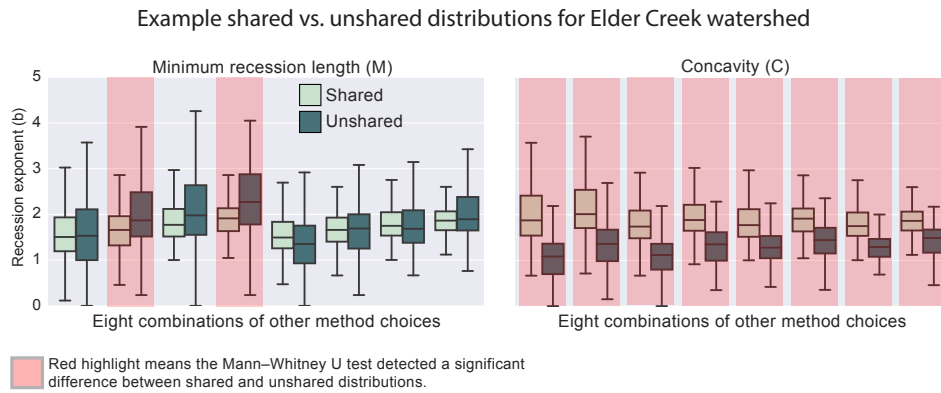 Example shared vs. unshared distributions for Elder Creek watershed
Minimum recession length (M)
Concavity (C)
Recession exponent (b)
5
4
3
2
1
0
Shared
Unshared
Eight combinations of other method choices
Eight combinations of other method choices
Red highlight means the Mann–Whitney U test detected a significant
difference between shared and unshared distributions.